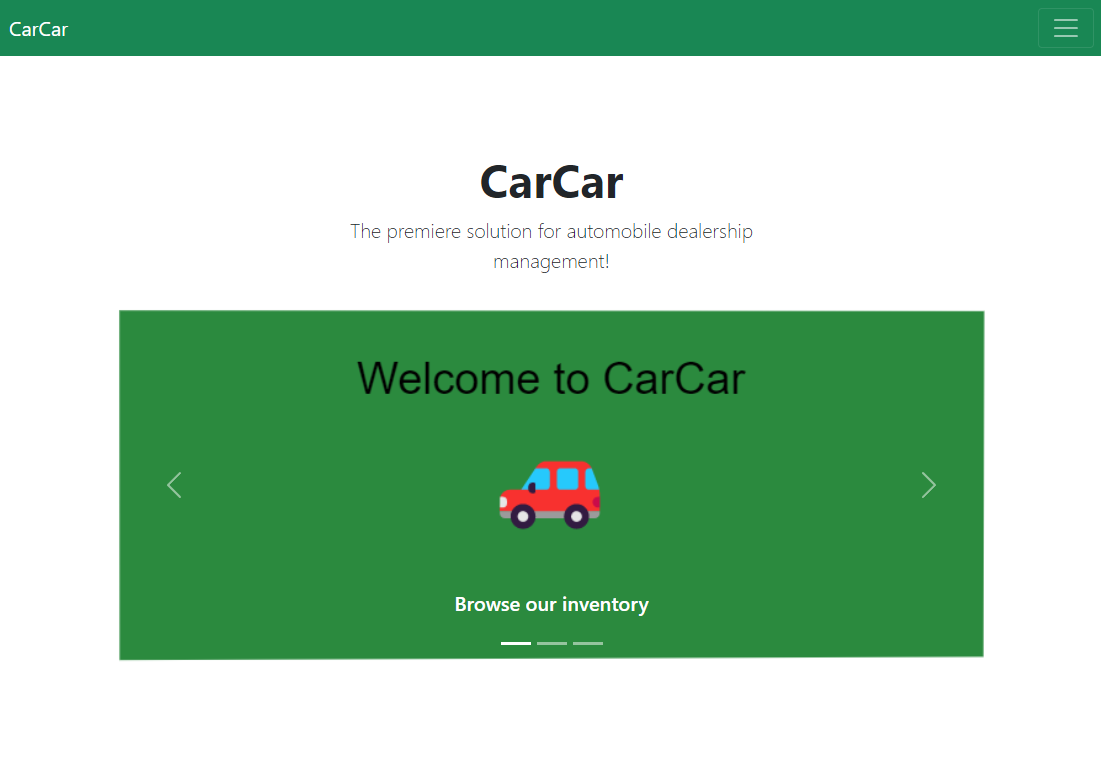 CarCar
CarCar
The premiere solution for automobile dealership
management!
Welcome to CarCar
Browse our inventory